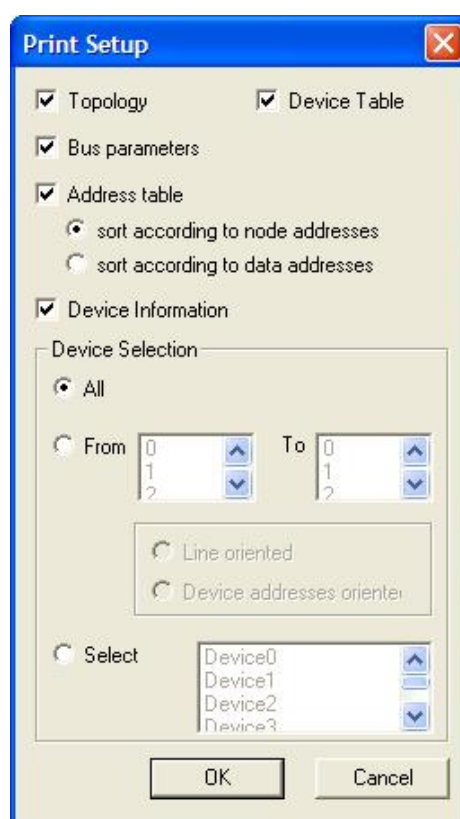 Print Setup
Topology Device Table
Bus parameters
Address table
sort according to node addresses
sort according to data addresses
Device Information
Device Selection
All
From 0 To 0
1 1
2 2
Line oriented
Device addresses oriente
Select Device0
Device1
Device2
Device3
OK Cancel